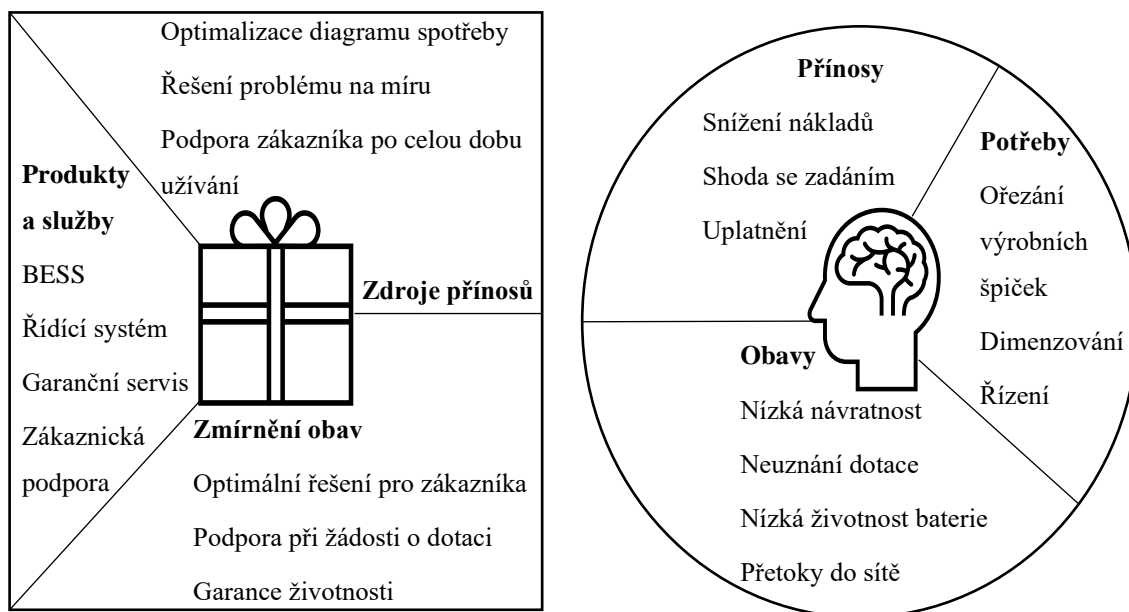 Optimalizace diagramu spotřeby
Řešení problému na míru
Podpora zákazníka po celou dobu
užívání
Zdroje přínosů
Produkty
a služby
BESS
Řídící systém
Garanční servis
Zákaznická
podpora
Zmírnění obav
Optimální řešení pro zákazníka
Podpora při žádosti o dotaci
Garance životnosti
Přínosy
Snížení nákladů
Shoda se zadáním
Uplatnění
Potřeby
Ořezání
výrobních
špiček
Dimenzování
Řízení
Obavy
Nízká návratnost
Neuznání dotace
Nízká životnost baterie
Přetoky do sítě